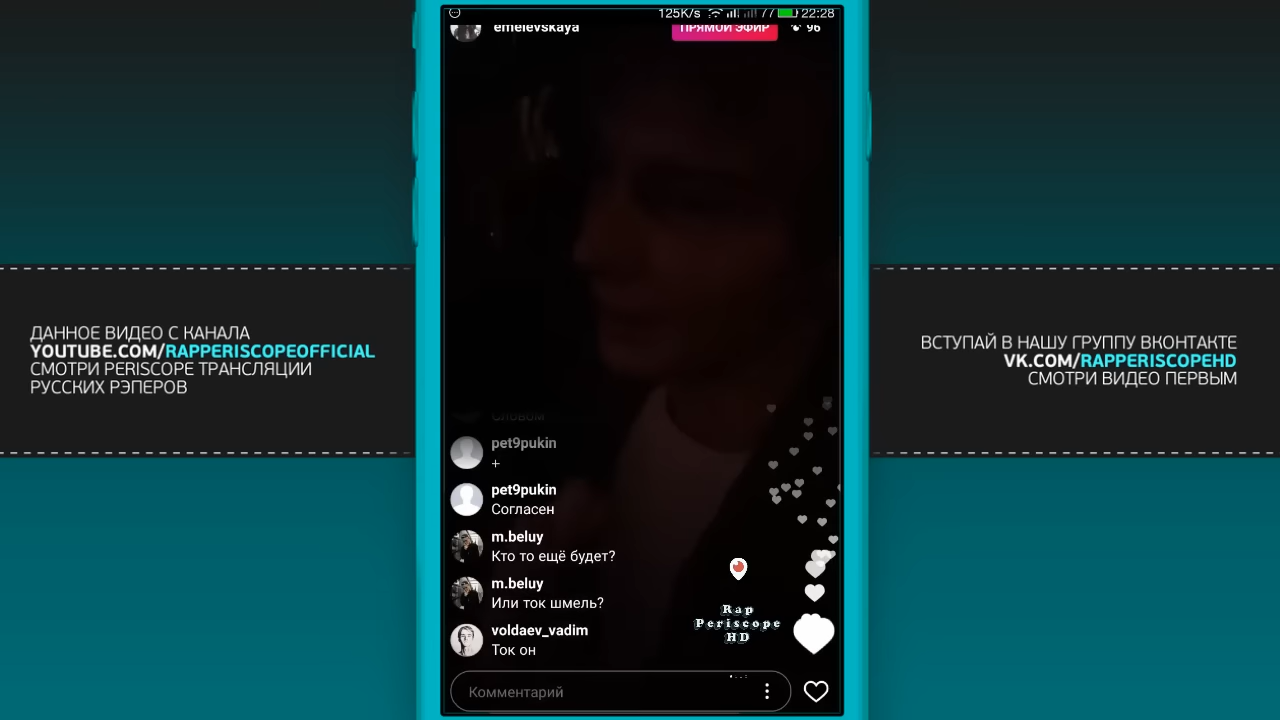 125K/s 77 22:28
emelevskaya
ПРЯМОЙ ЭФИР
96
ДАННОЕ ВИДЕО С КАНАЛА
YOUTUBE.COM/RAPPERISCOPEOFFICIAL
СМОТРИ PERISCOPE ТРАНСЛЯЦИИ
РУССКИХ РЭПЕРОВ
ВСТУПАЙ В НАШУ ГРУППУ ВКОНТАКТЕ
VK.COM/RAPPERISCOPEHD
СМОТРИ ВИДЕО ПЕРВЫМ
Словом
pet9pukin
+
pet9pukin
Согласен
m.beluy
Кто то ещё будет?
m.beluy
Или ток шмель?
voldaev_vadim
Ток он
Rap
Periscope
HD
Комментарий